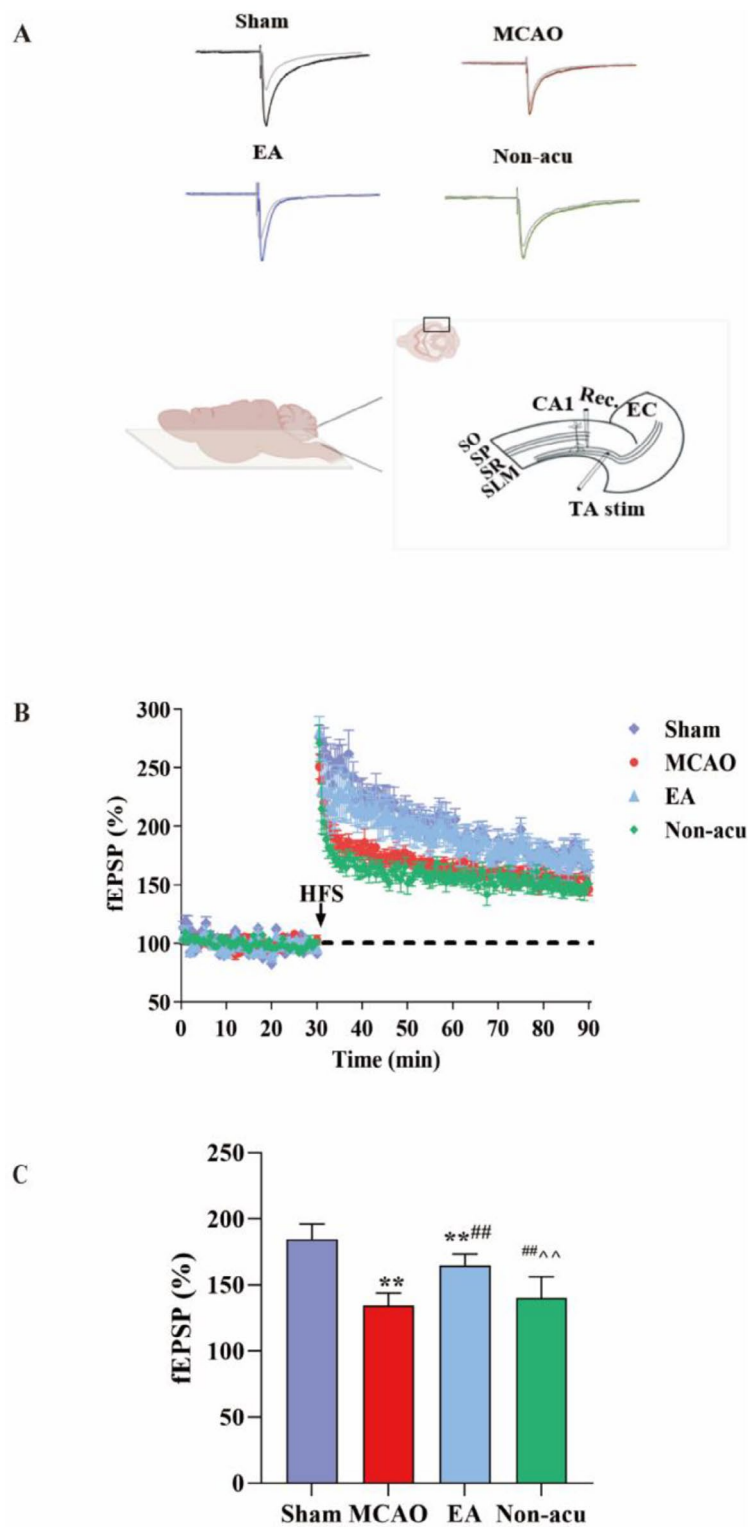 A
Sham
MCAO
EA
Non-acu
CA1
Rec.
EC
SO
SP
SR
SLM
TA stim
B
fEPSP (%)
300
250
200
150
100
50
HFS
0
10
20
30
40
50
60
70
80
90
Time (min)
Sham
MCAO
EA
Non-acu
C
fEPSP (%)
250
200
150
100
50
0
**
**##
##^^
Sham MCAO EA Non-acu